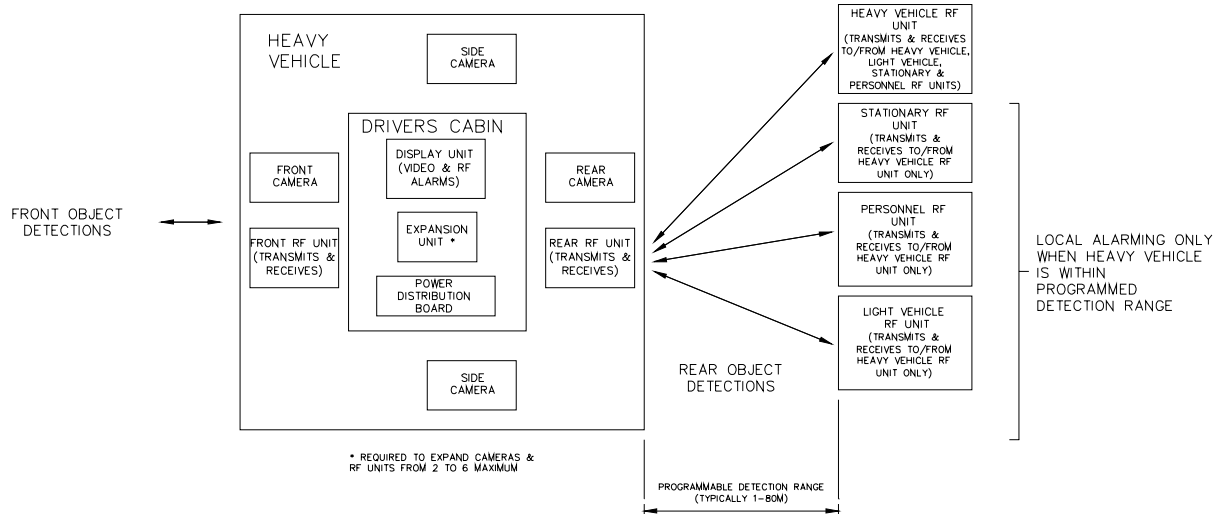 HEAVY
VEHICLE
SIDE
CAMERA
DRIVERS CABIN
DISPLAY UNIT
(VIDEO & RF
ALARMS)
FRONT
CAMERA
REAR
CAMERA
FRONT OBJECT
DETECTIONS
EXPANSION
UNIT *
FRONT RF UNIT
(TRANSMITS &
RECEIVES)
REAR RF UNIT
(TRANSMITS &
RECEIVES)
POWER
DISTRIBUTION
BOARD
SIDE
CAMERA
* REQUIRED TO EXPAND CAMERAS &
RF UNITS FROM 2 TO 6 MAXIMUM
HEAVY VEHICLE RF
UNIT
(TRANSMITS & RECEIVES
TO/FROM HEAVY VEHICLE,
LIGHT VEHICLE,
STATIONARY &
PERSONNEL RF UNITS)
STATIONARY RF
UNIT
(TRANSMITS &
RECEIVES TO/FROM
HEAVY VEHICLE RF
UNIT ONLY)
PERSONNEL RF
UNIT
(TRANSMITS &
RECEIVES TO/FROM
HEAVY VEHICLE RF
UNIT ONLY)
LIGHT VEHICLE
RF UNIT
(TRANSMITS &
RECEIVES TO/FROM
HEAVY VEHICLE RF
UNIT ONLY)
LOCAL ALARMING ONLY
WHEN HEAVY VEHICLE
IS WITHIN
PROGRAMMED
DETECTION RANGE
REAR OBJECT
DETECTIONS
PROGRAMMABLE DETECTION RANGE
(TYPICALLY 1-80M)